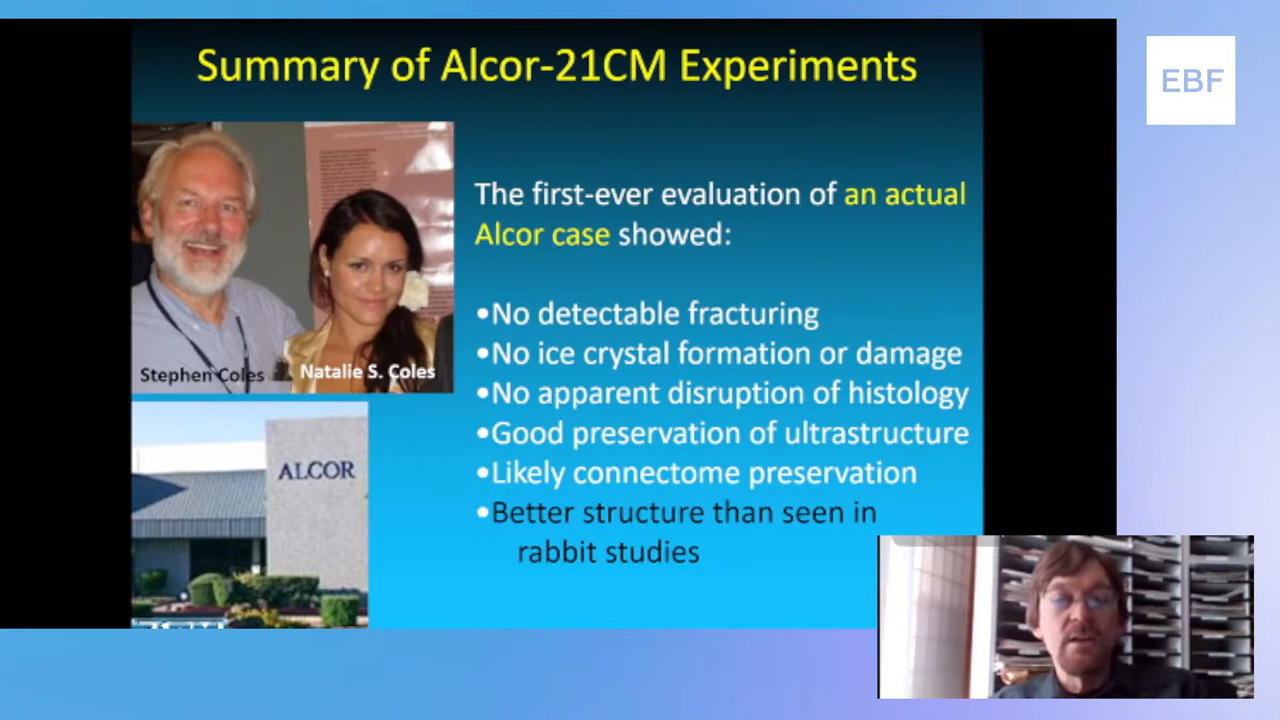 Summary of Alcor-21CM Experiments
EBF
The first-ever evaluation of an actual
Alcor case showed:
•No detectable fracturing
•No ice crystal formation or damage
•No apparent disruption of histology
•Good preservation of ultrastructure
•Likely connectome preservation
•Better structure than seen in
rabbit studies
Stephen Coles
Natalie S. Coles
ALCOR